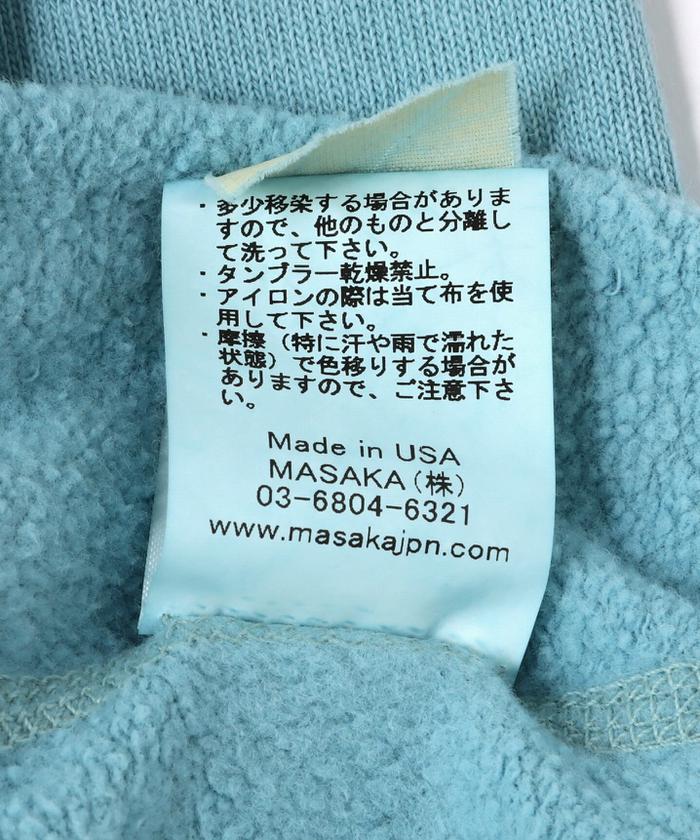 ・多少移染する場合がありま
すので、他のものと分離し
て洗って下さい。
・タンブラー乾燥禁止。
・アイロンの際は当て布を使
用して下さい。
・摩擦（特に汗や雨で濡れた
状態）で色移りする場合が
ありますので、ご注意下さ
い。
Made in USA
MASAKA（株）
03-6804-6321
www.masakajpn.com